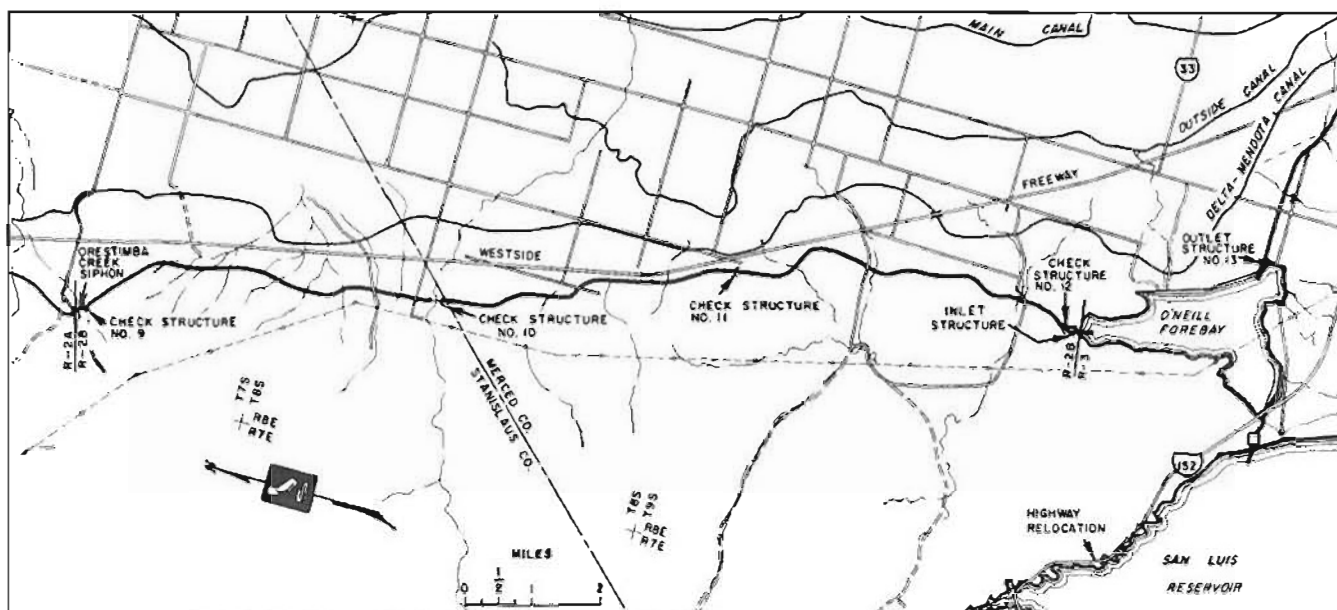 MAIN CANAL
33
OUTSIDE CANAL
DELTA-MENDOTA CANAL
FREEWAY
WESTSIDE
ORESTIMBA
CREEK
SIPHON
CHECK STRUCTURE
NO. 9
R-2A
R-2B
CHECK STRUCTURE
NO. 10
CHECK STRUCTURE
NO. 11
INLET
STRUCTURE
CHECK
STRUCTURE
NO. 12
R-2B
R-3
OUTLET
STRUCTURE
NO. 13
O'NEILL
FOREBAY
MERCED CO.
STANISLAUS CO.
T7S
T8S
R8E
R7E
N
T8S
T9S
R8E
R7E
152
HIGHWAY
RELOCATION
SAN LUIS
RESERVOIR
MILES
0 1/2 1 2